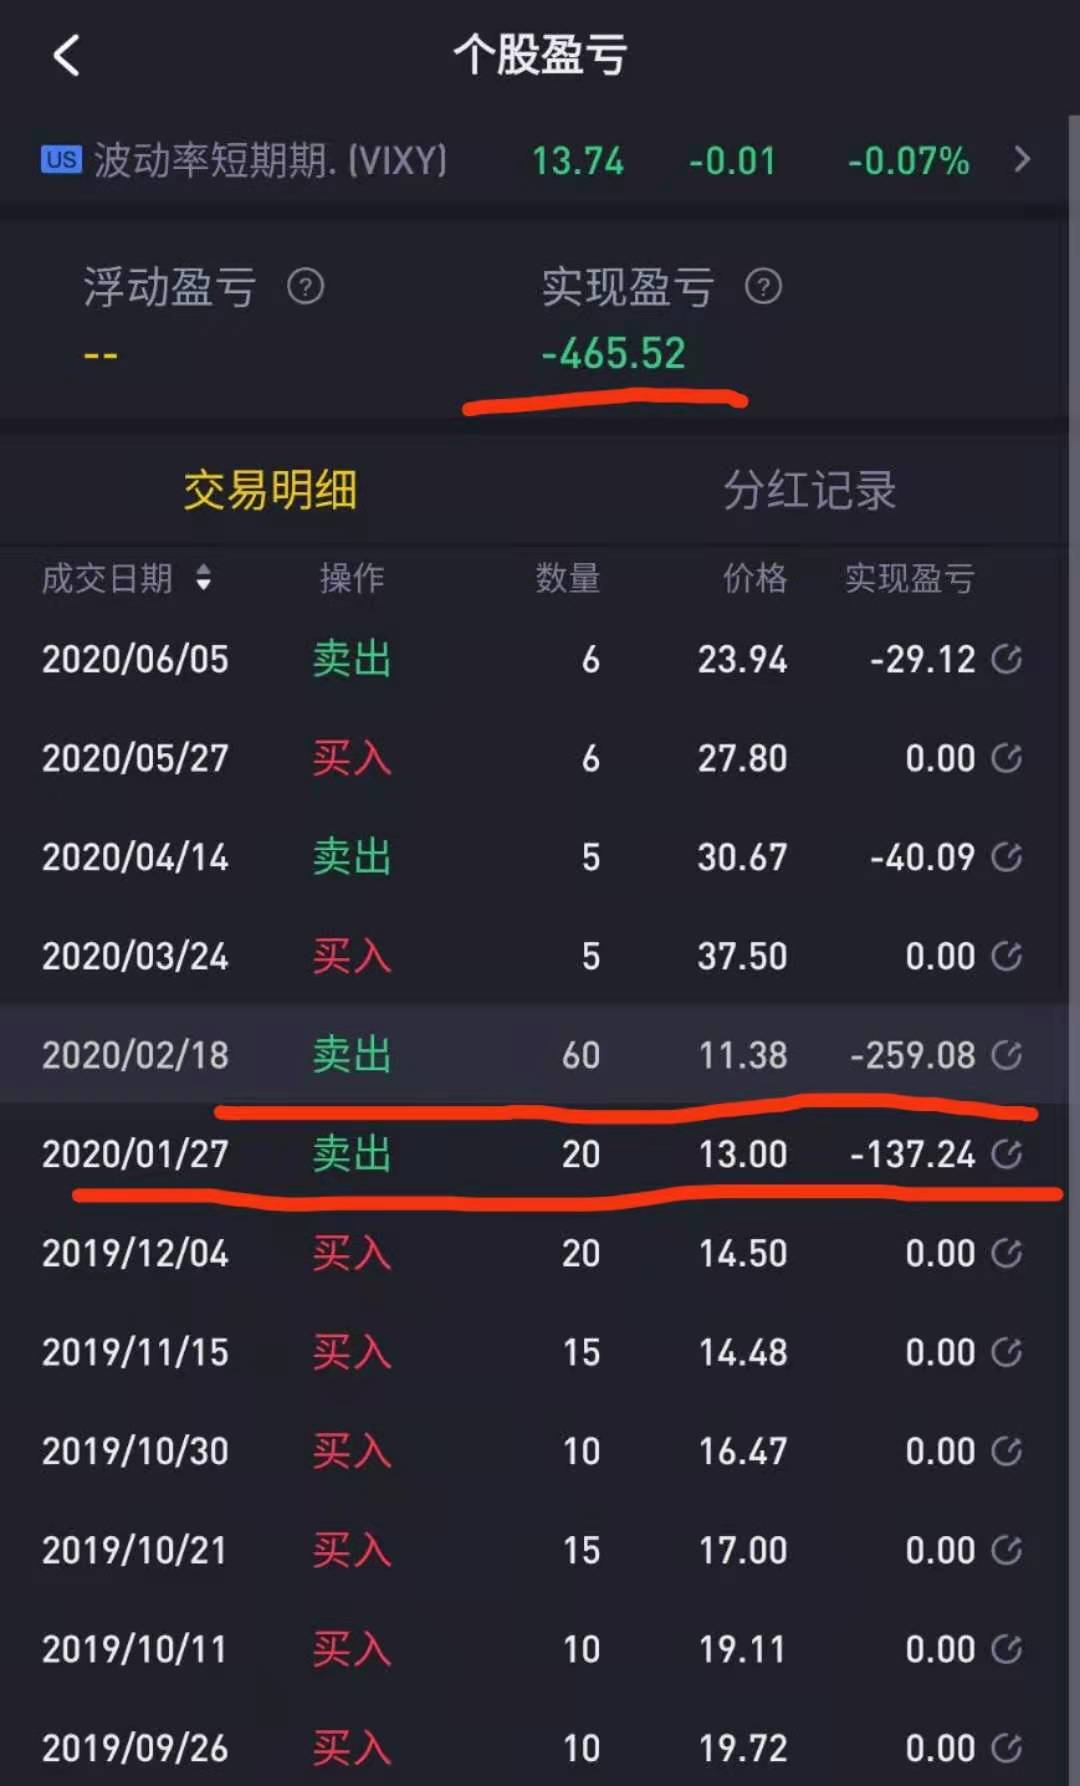 个股盈亏
US 波动率短期期. (VIXY) 13.74 -0.01 -0.07%
浮动盈亏 ? 实现盈亏 ?
-- -465.52
交易明细 分红记录
成交日期 操作 数量 价格 实现盈亏
2020/06/05 卖出 6 23.94 -29.12
2020/05/27 买入 6 27.80 0.00
2020/04/14 卖出 5 30.67 -40.09
2020/03/24 买入 5 37.50 0.00
2020/02/18 卖出 60 11.38 -259.08
2020/01/27 卖出 20 13.00 -137.24
2019/12/04 买入 20 14.50 0.00
2019/11/15 买入 15 14.48 0.00
2019/10/30 买入 10 16.47 0.00
2019/10/21 买入 15 17.00 0.00
2019/10/11 买入 10 19.11 0.00
2019/09/26 买入 10 19.72 0.00